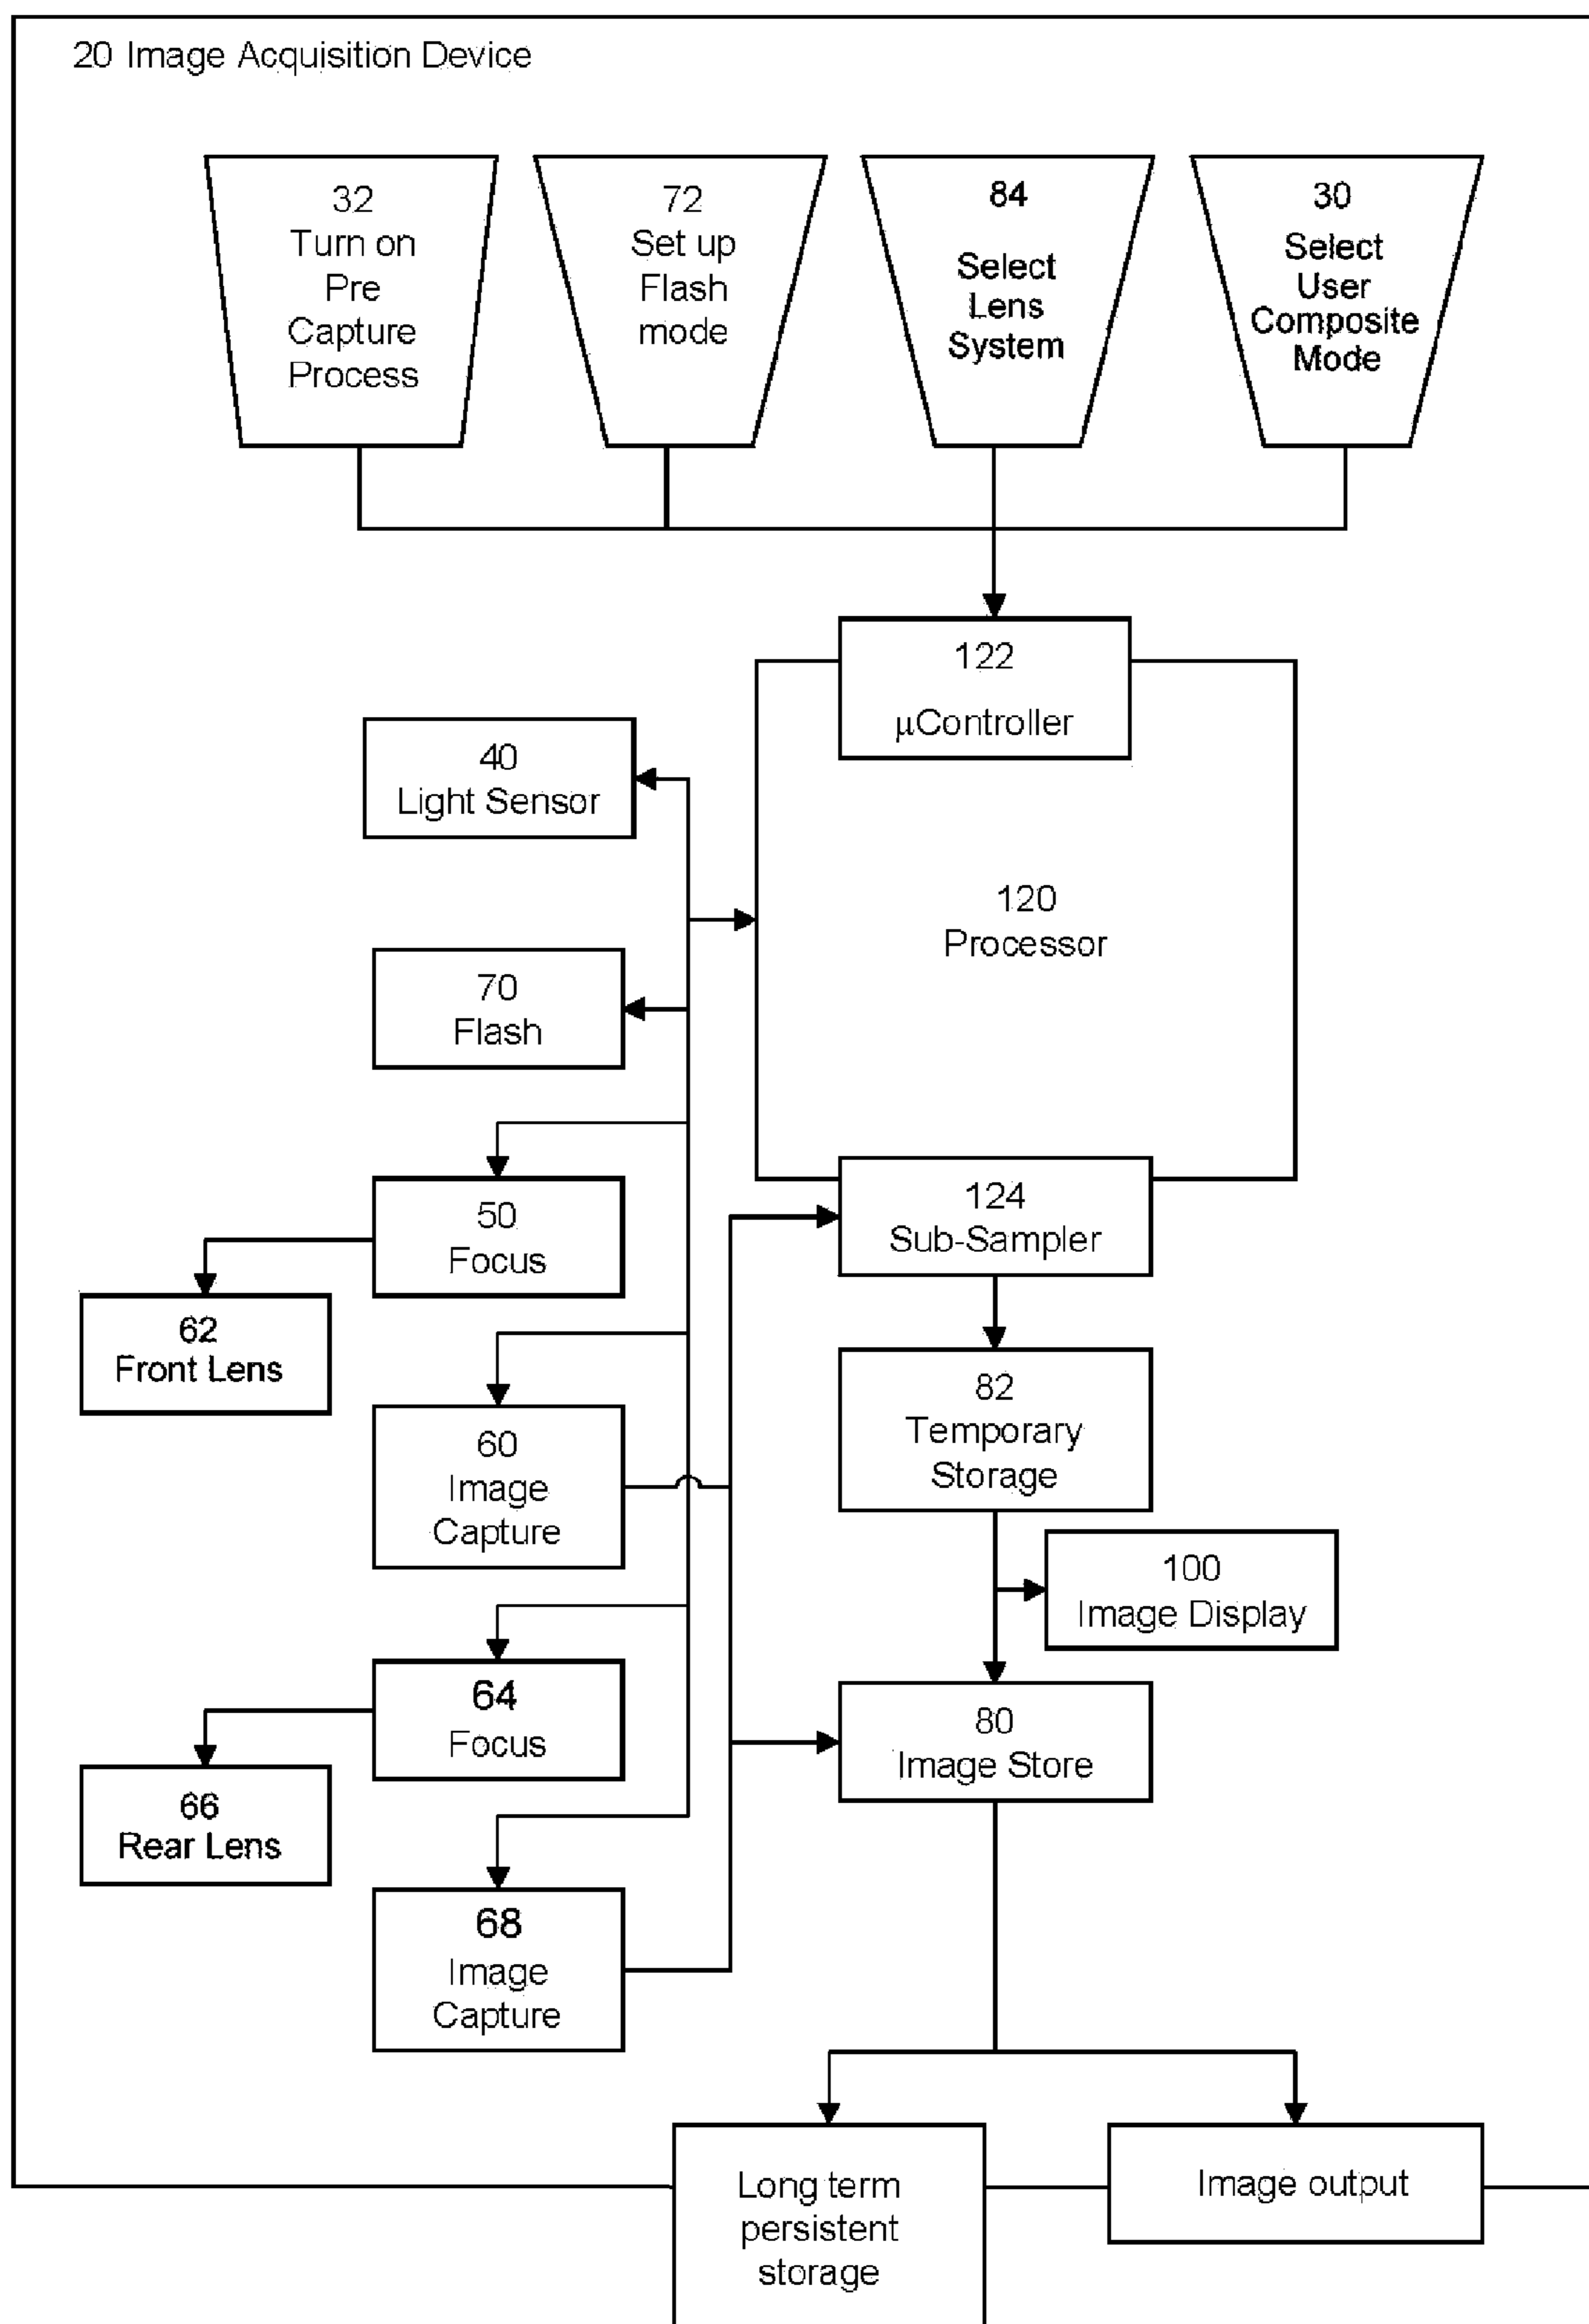 20 Image Acquisition Device
32
Turn on
Pre
Capture
Process
72
Set up
Flash
mode
84
Select
Lens
System
30
Select
User
Composite
Mode
122
µController
40
Light Sensor
120
Processor
70
Flash
124
Sub-Sampler
50
Focus
62
Front Lens
82
Temporary
Storage
60
Image
Capture
100
Image Display
64
Focus
80
Image Store
66
Rear Lens
68
Image
Capture
Long term
persistent
storage
Image output